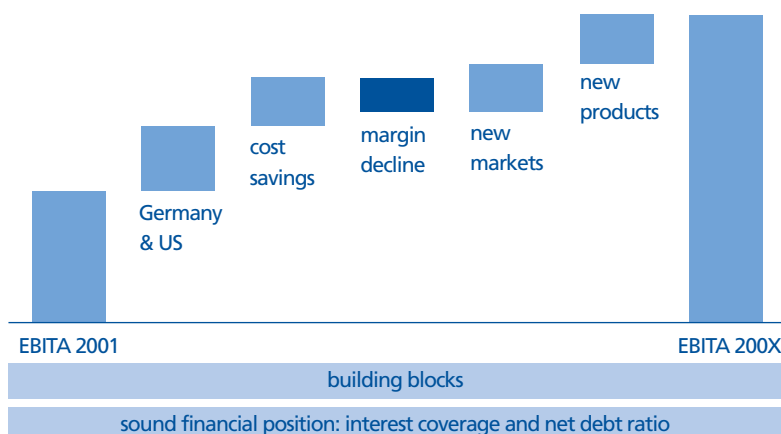 new
products
cost
savings
margin
decline
new
markets
Germany
& US
EBITA 2001
EBITA 200X
building blocks
sound financial position: interest coverage and net debt ratio